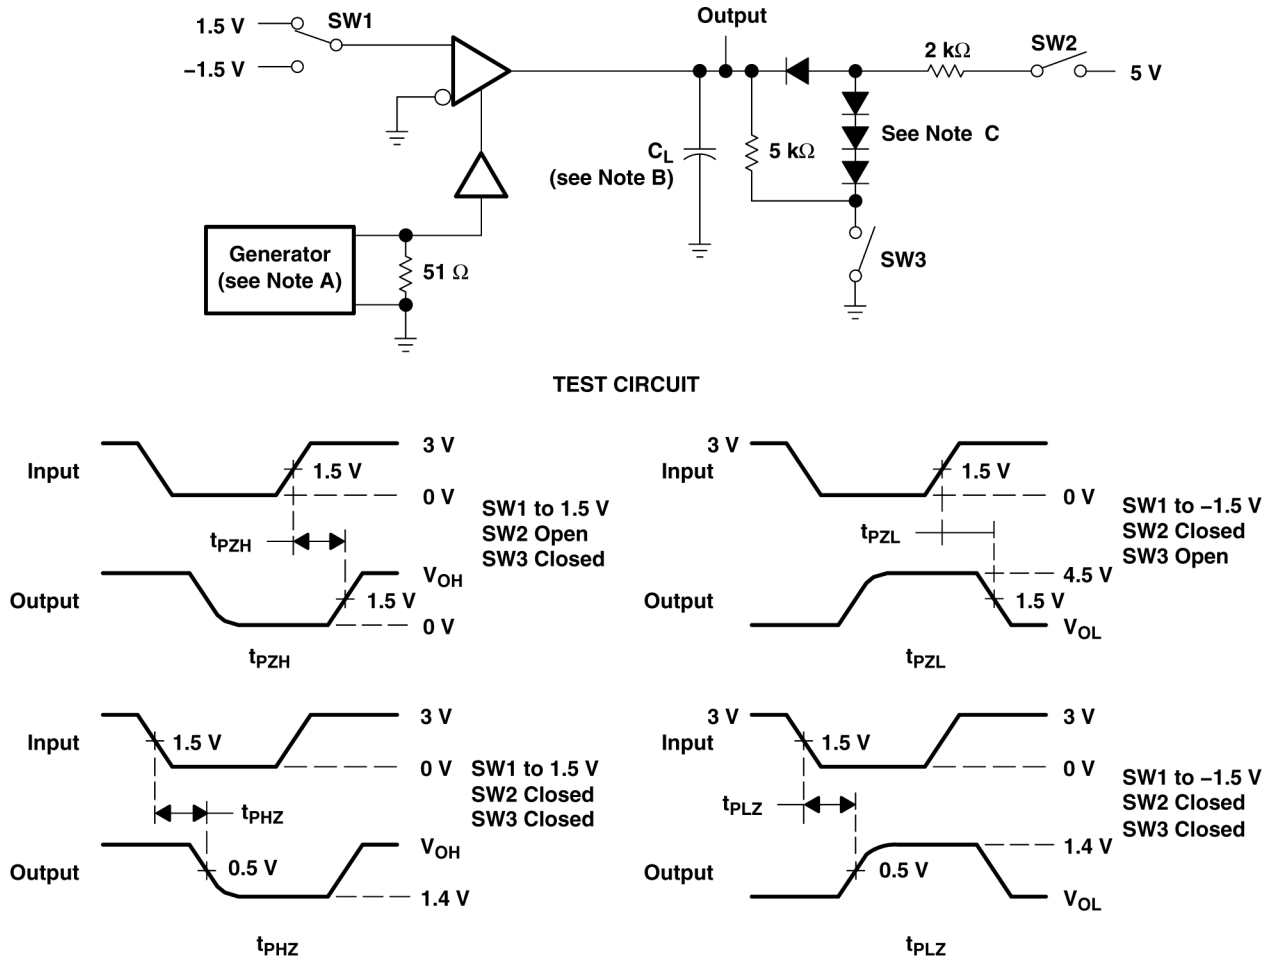 Output
1.5 V
SW1
2 kΩ
SW2
−1.5 V
5 V
See Note C
CL
5 kΩ
(see Note B)
Generator
(see Note A)
51 Ω
SW3
TEST CIRCUIT
Input
3 V
1.5 V
0 V
SW1 to 1.5 V
SW2 Open
SW3 Closed
tPZH
Output
VOH
1.5 V
0 V
tPZH
3 V
Input
1.5 V
0 V
SW1 to −1.5 V
SW2 Closed
SW3 Open
tPZL
Output
4.5 V
1.5 V
VOL
tPZL
Input
3 V
1.5 V
0 V
SW1 to 1.5 V
SW2 Closed
SW3 Closed
tPHZ
Output
VOH
0.5 V
1.4 V
tPHZ
3 V
3 V
Input
1.5 V
0 V
SW1 to −1.5 V
SW2 Closed
SW3 Closed
tPLZ
Output
1.4 V
0.5 V
VOL
tPLZ